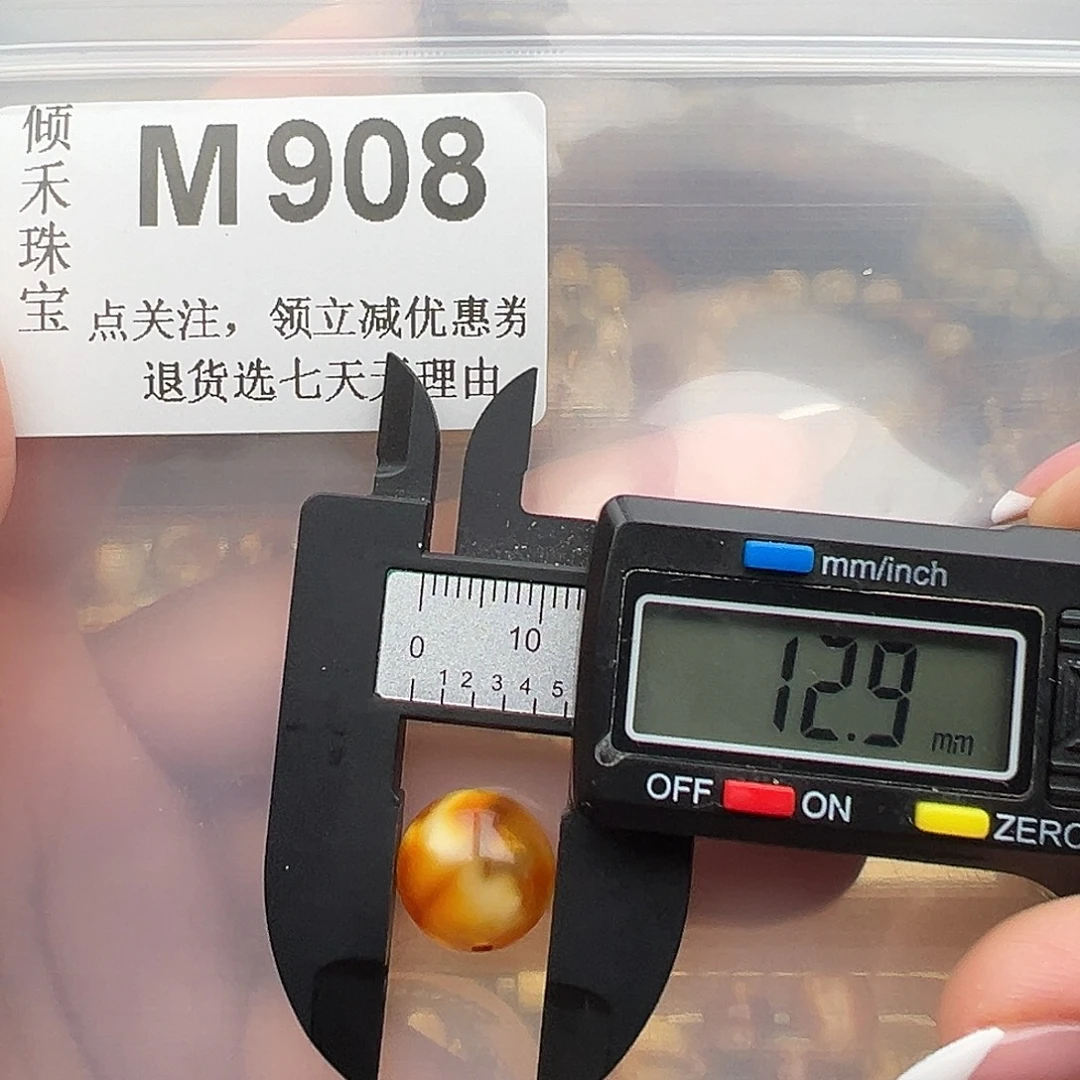 倾禾珠宝
M908
点关注，领立减优惠券
退货选七天无理由
mm/inch
0 10
1 2 3 4 5
12.9 mm
OFF ON ZERO